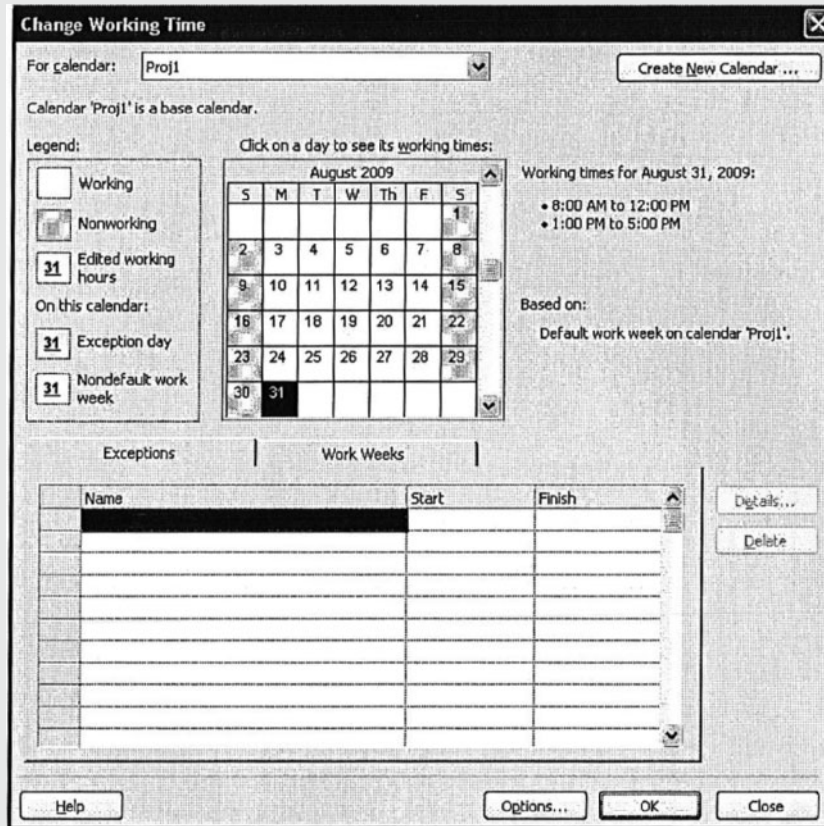 Change Working Time
For calendar: Proj1
Create New Calendar ...
Calendar 'Proj1' is a base calendar.
Legend:
Working
Nonworking
31 Edited working
hours
On this calendar:
31 Exception day
31 Nondefault work
week
Click on a day to see its working times:
August 2009
S M T W Th F S
1
2 3 4 5 6 7 8
9 10 11 12 13 14 15
16 17 18 19 20 21 22
23 24 25 26 27 28 29
30 31
Working times for August 31, 2009:
• 8:00 AM to 12:00 PM
• 1:00 PM to 5:00 PM
Based on:
Default work week on calendar 'Proj1'.
Exceptions Work Weeks
Name Start Finish
Details...
Delete
Help Options... OK Close